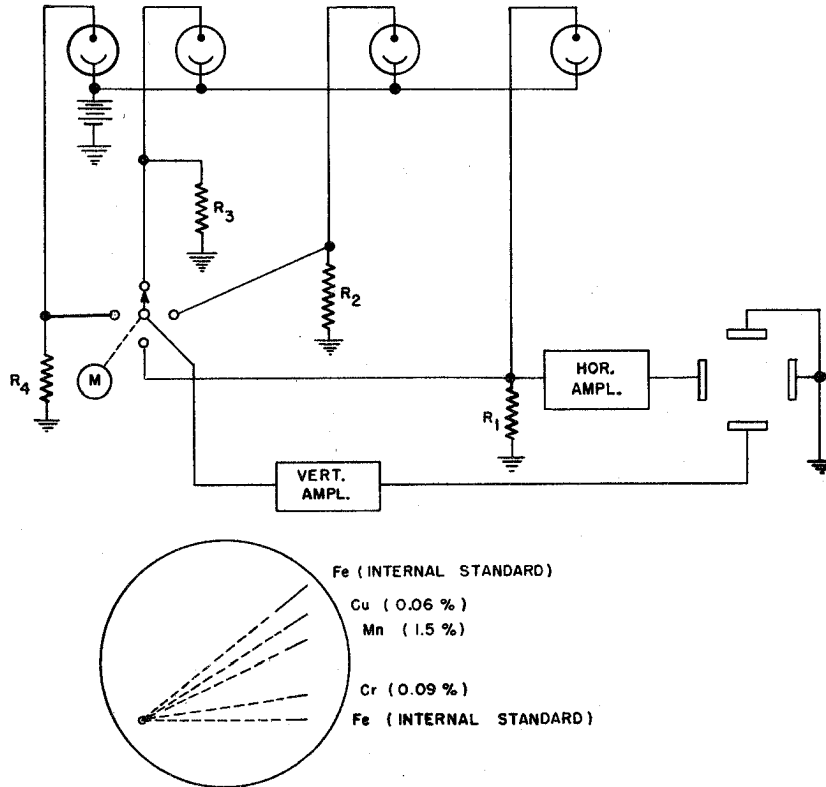 R3
R2
R4
M
R1
HOR.
AMPL.
VERT.
AMPL.
Fe (INTERNAL STANDARD)
Cu (0.06 %)
Mn (1.5 %)
Cr (0.09 %)
Fe (INTERNAL STANDARD)